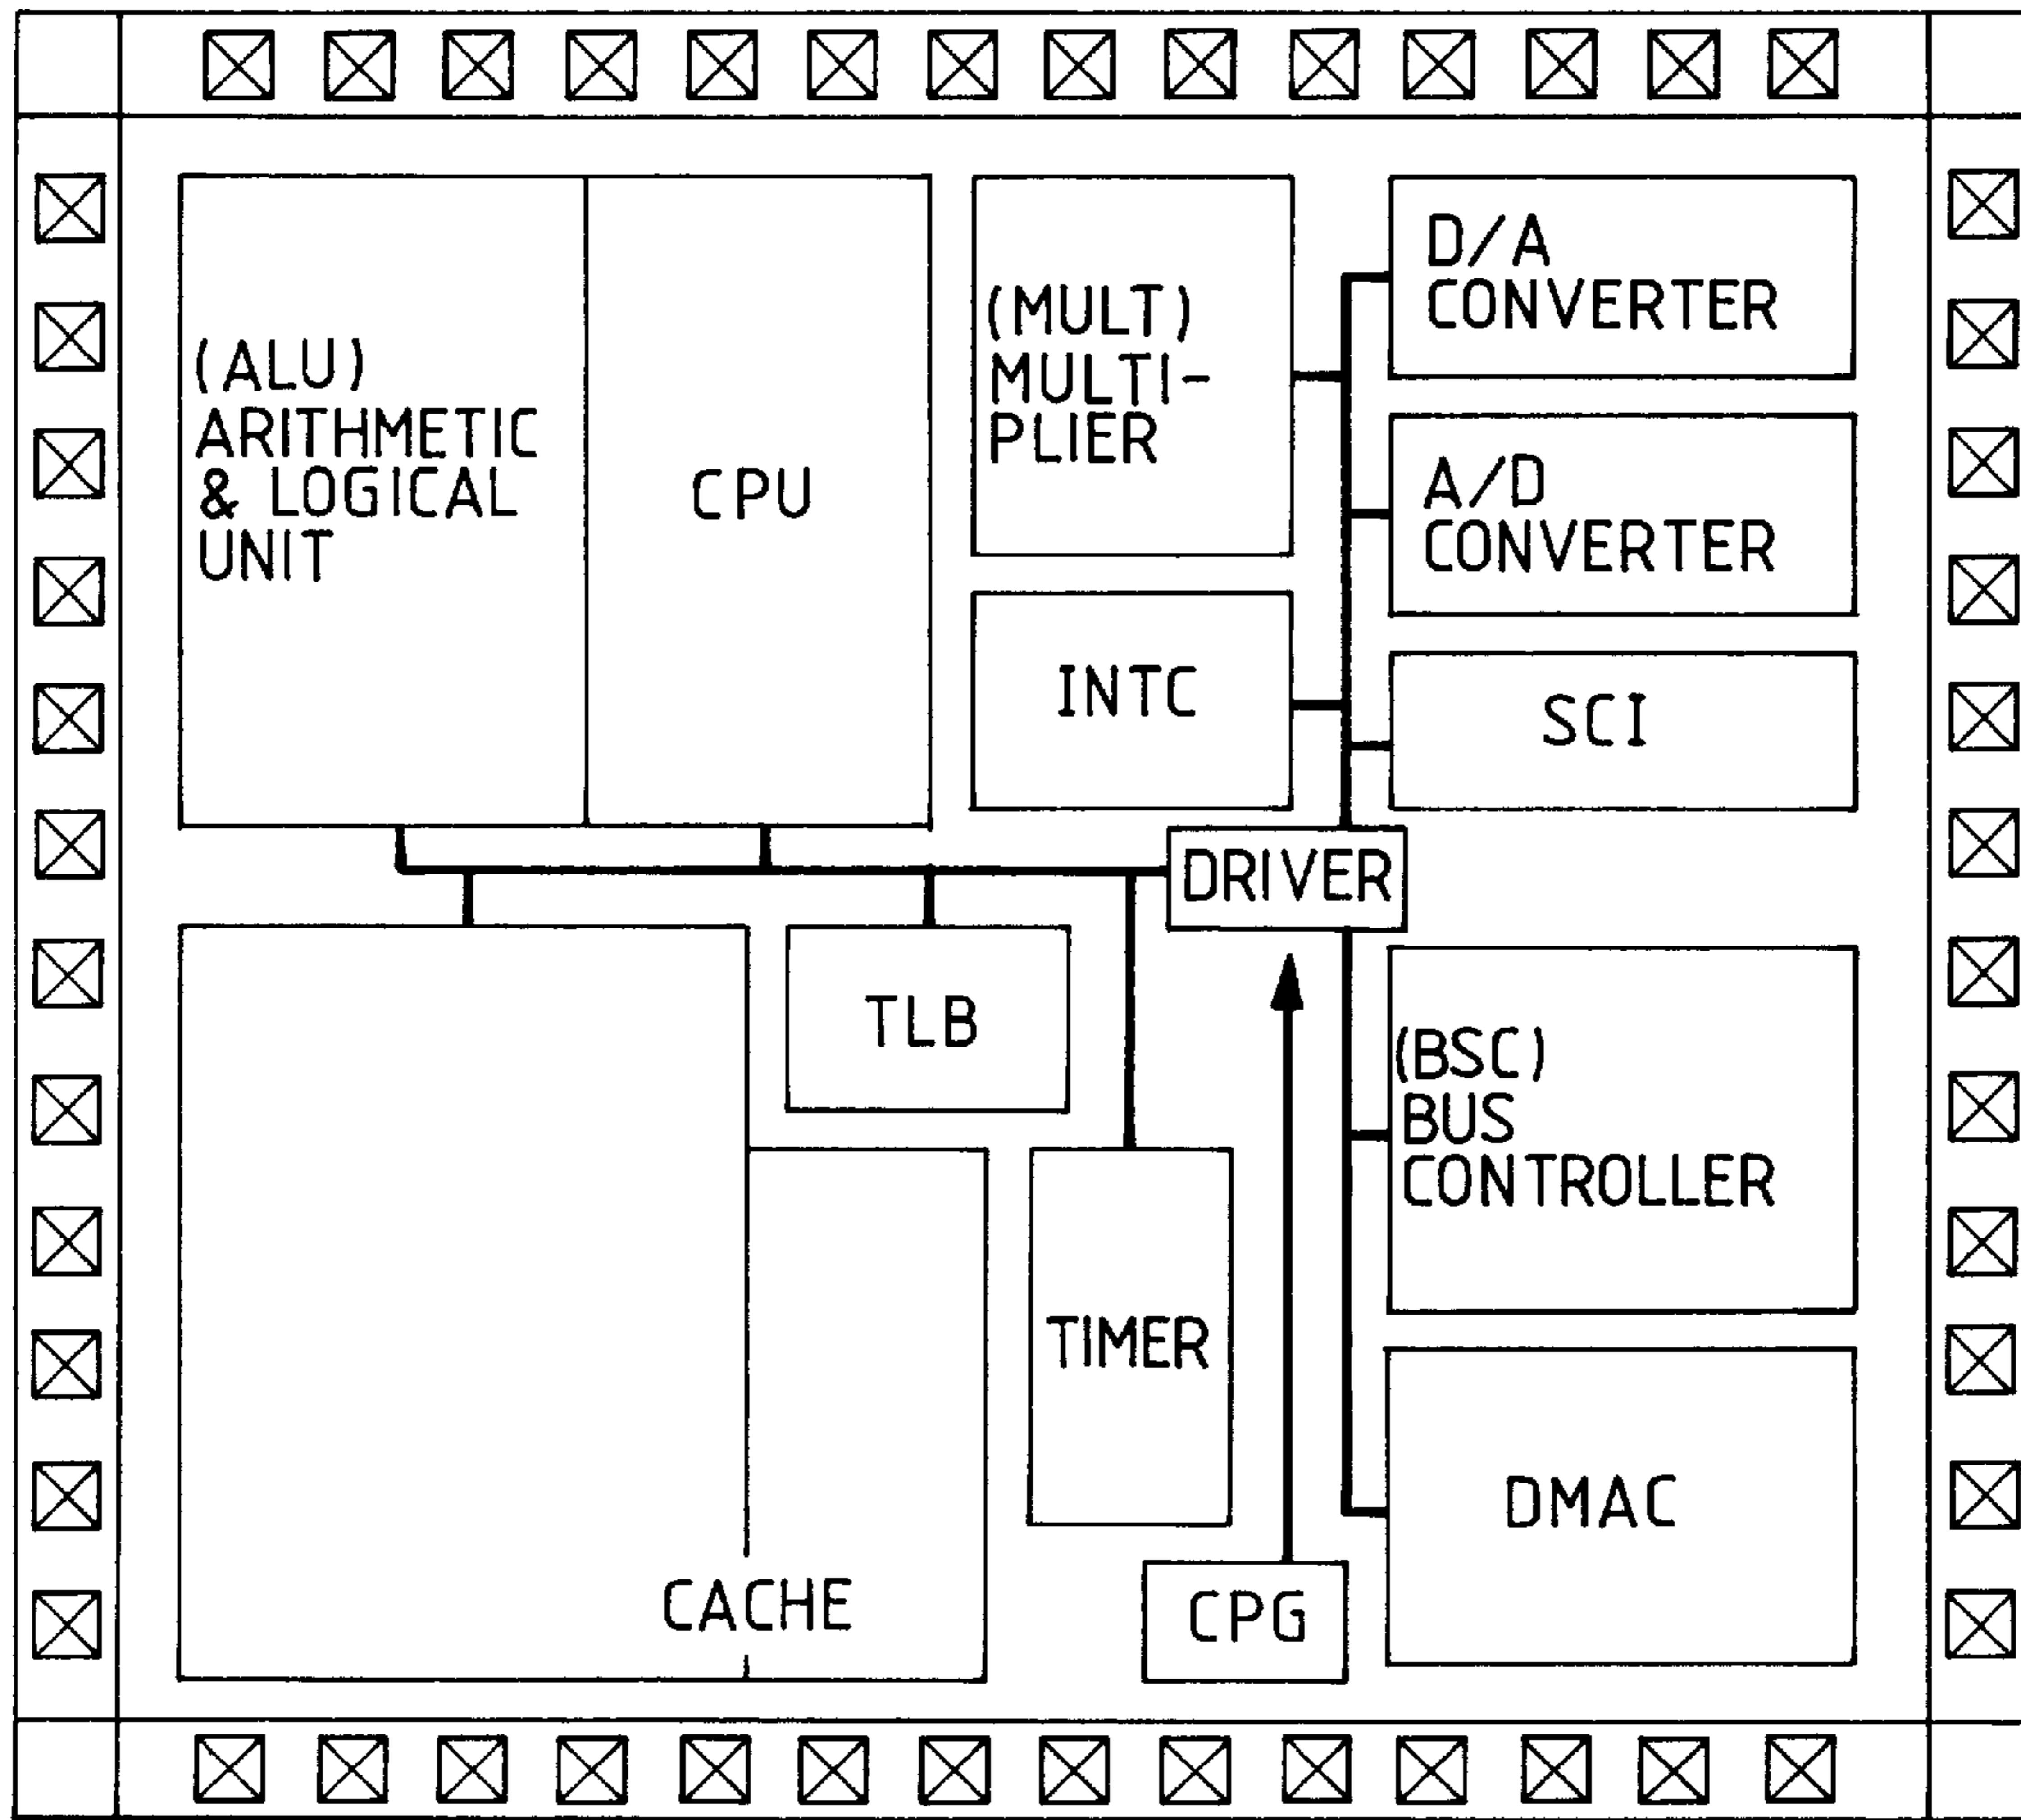 (ALU)
ARITHMETIC
& LOGICAL
UNIT
CPU
(MULT)
MULTI-
PLIER
D/A
CONVERTER
A/D
CONVERTER
INTC
SCI
DRIVER
TLB
(BSC)
BUS
CONTROLLER
TIMER
DMAC
CACHE
CPG